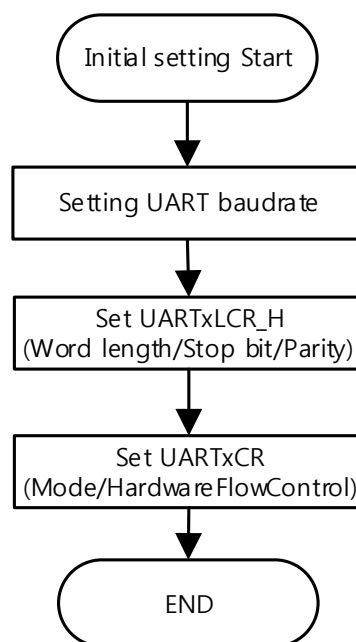 Initial setting Start
Setting UART baudrate
Set UARTxLCR_H
(Word length/Stop bit/Parity)
Set UARTxCR
(Mode/HardwareFlowControl)
END